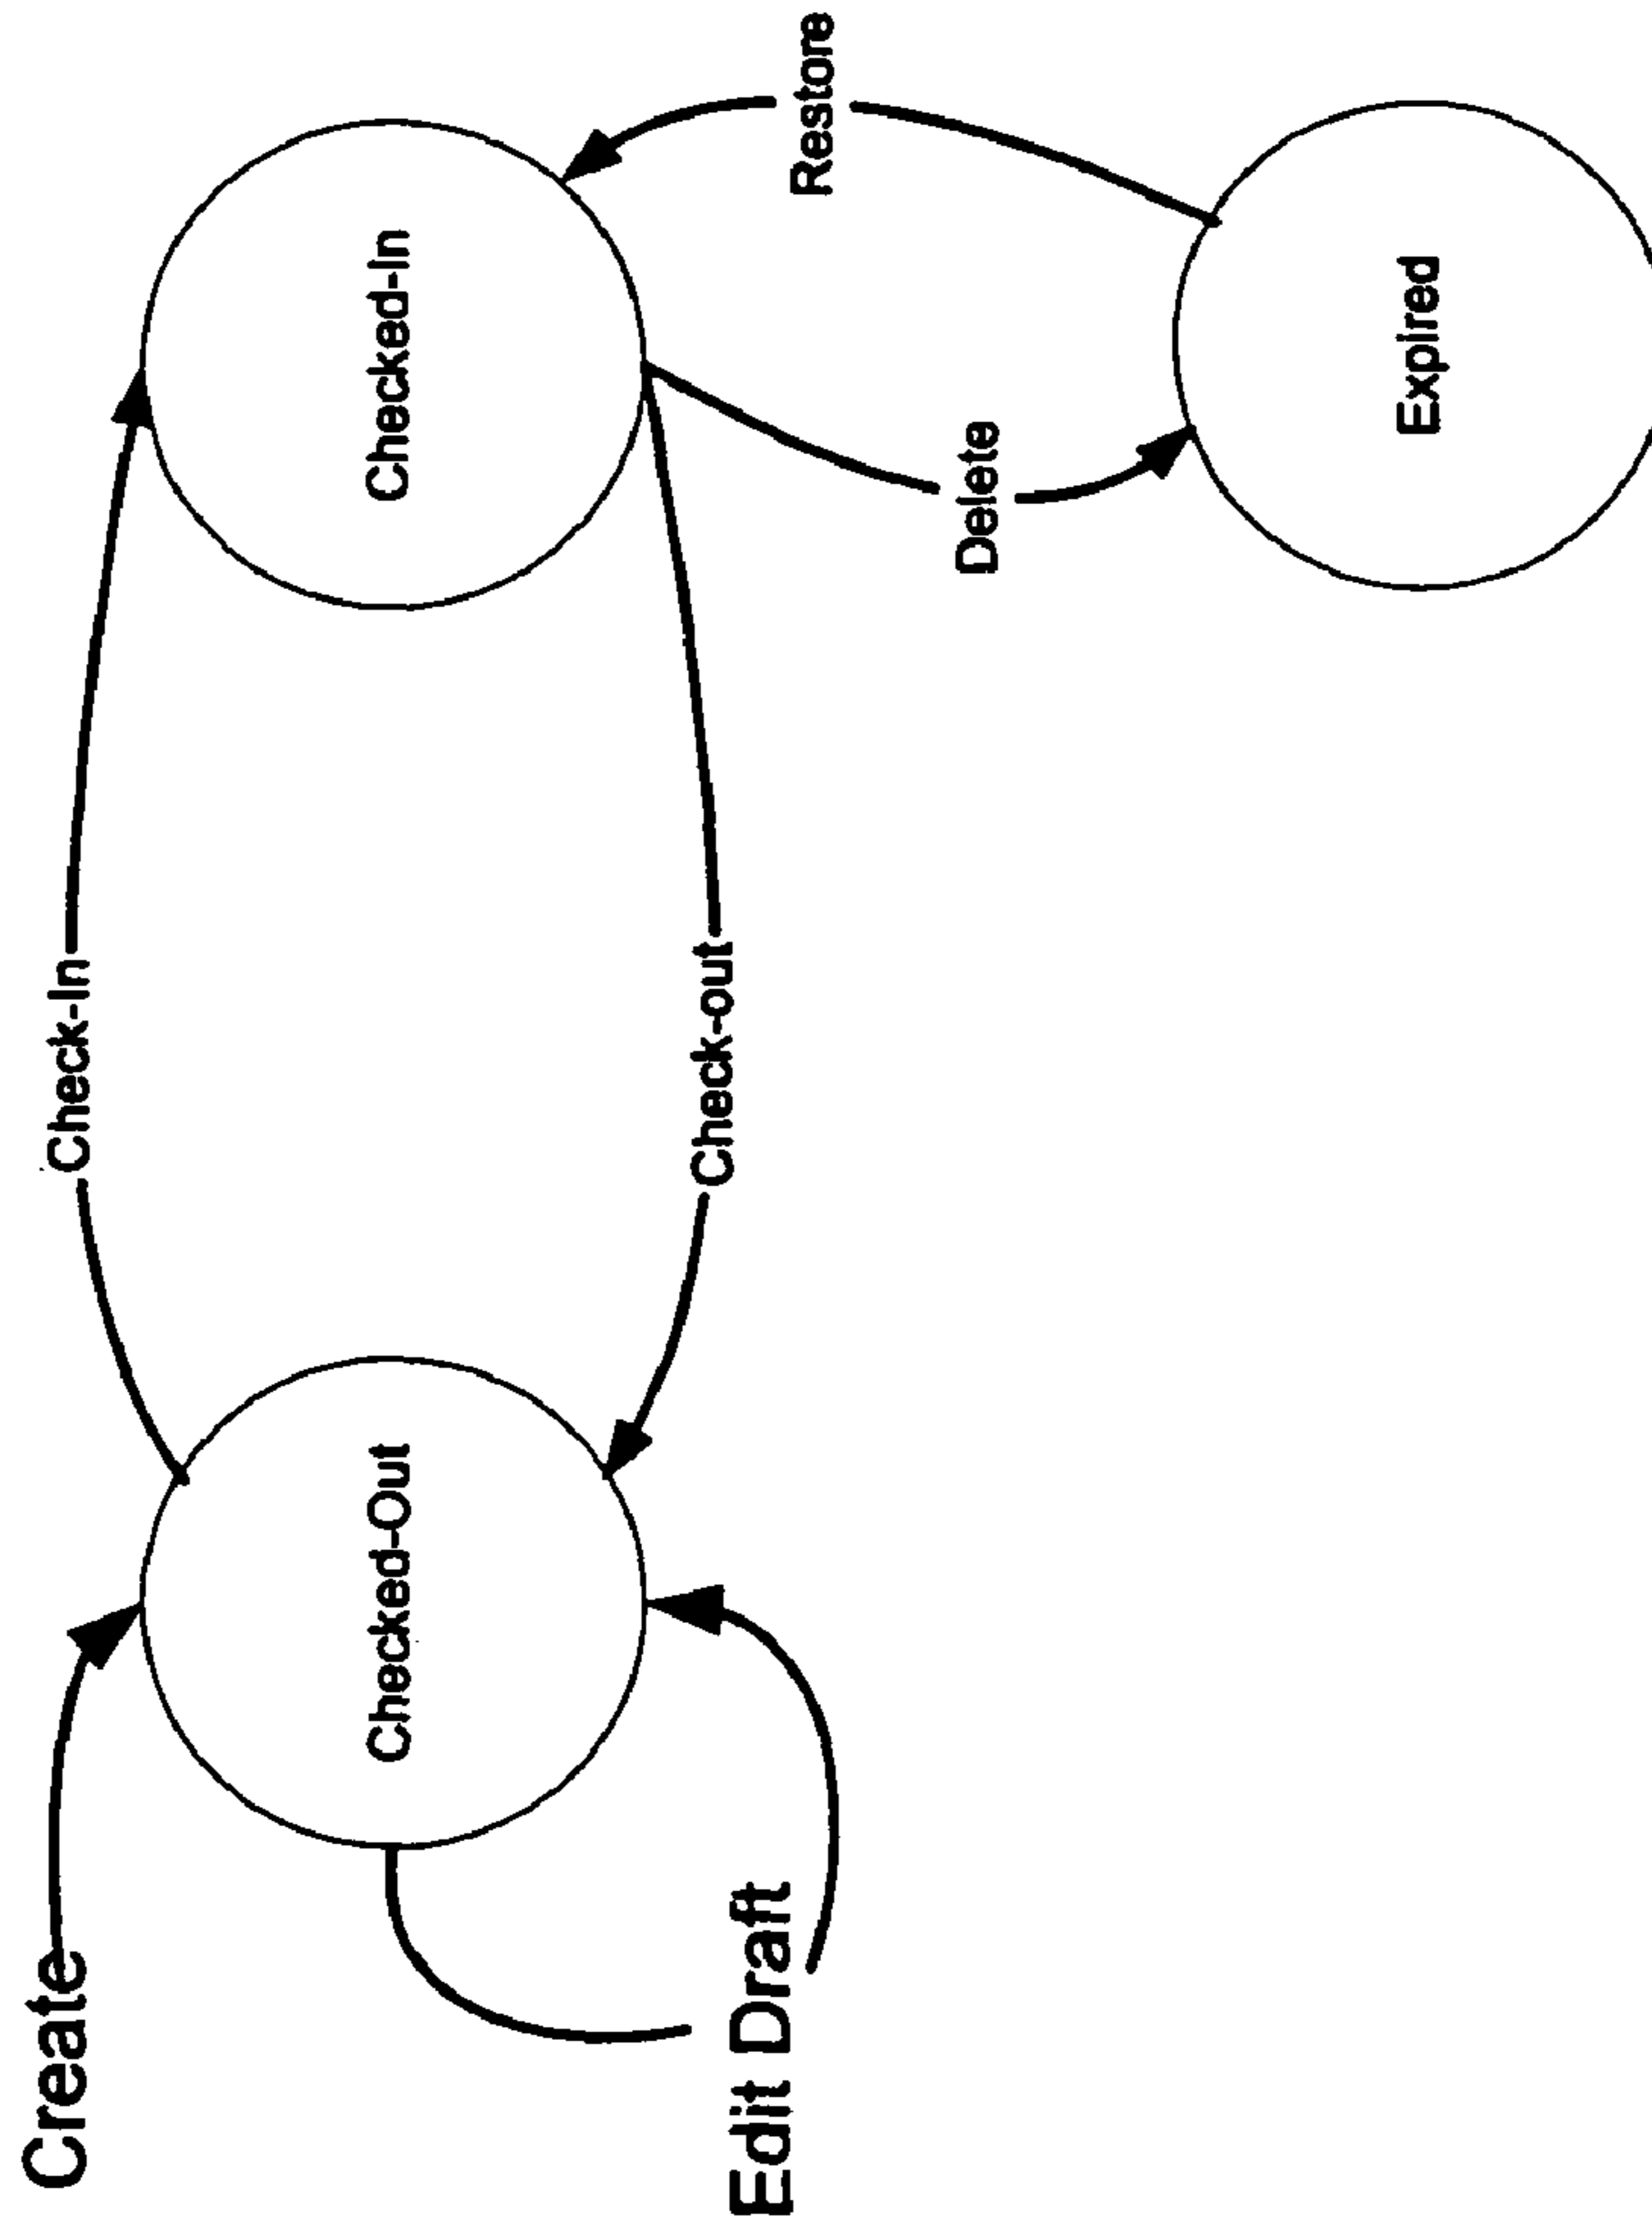 Create
Check-In
Checked-Out
Checked-In
Edit Draft
Check-out
Restore
Delete
Expired